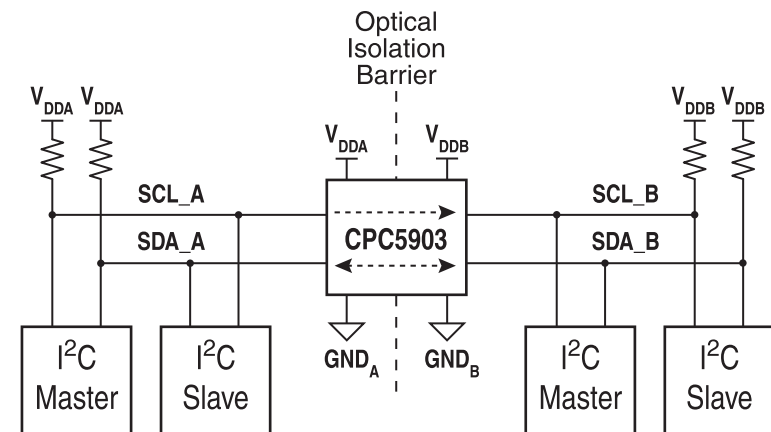 Optical
Isolation
Barrier
VDDA VDDA
VDDB VDDB
VDDA
VDDB
SCL_A
SCL_B
CPC5903
SDA_A
SDA_B
GNDA
GNDB
I²C
Master
I²C
Slave
I²C
Master
I²C
Slave